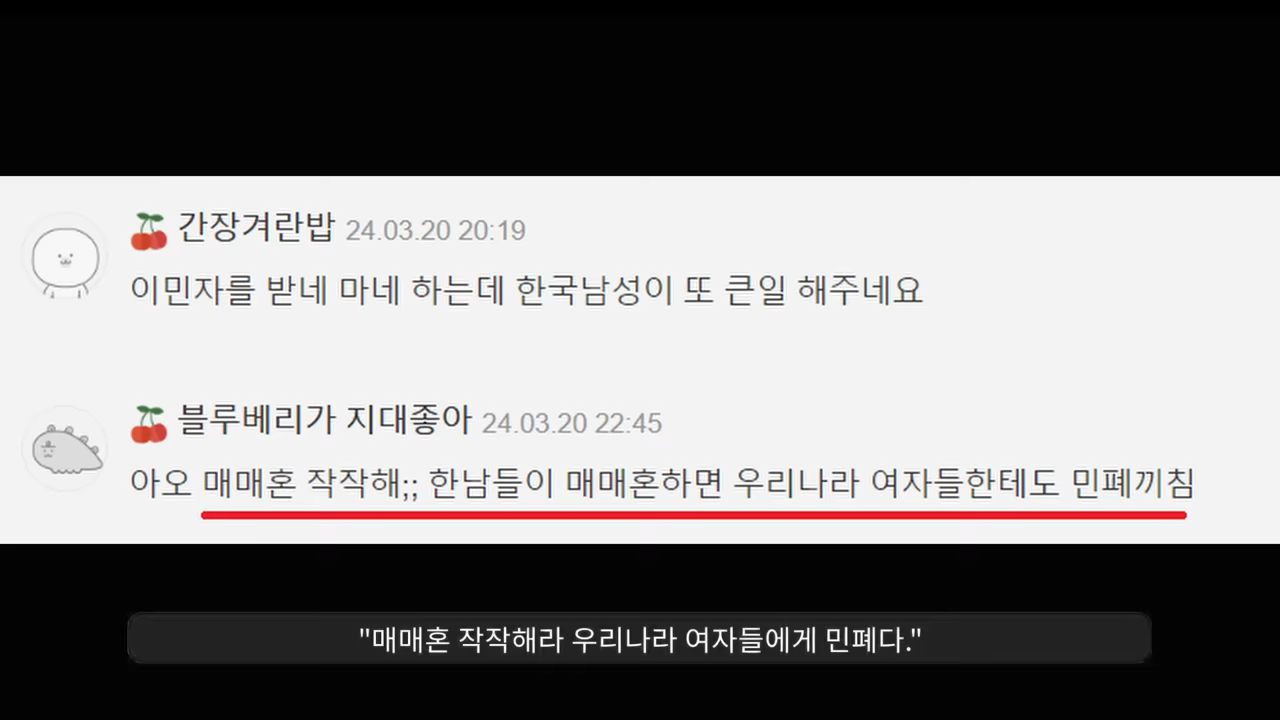 간장겨란밥 24.03.20 20:19
이민자를 받네 마네 하는데 한국남성이 또 큰일 해주네요
블루베리가 지대좋아 24.03.20 22:45
아오 매매혼 작작해;; 한남들이 매매혼하면 우리나라 여자들한테도 민폐끼침
"매매혼 작작해라 우리나라 여자들에게 민폐다."